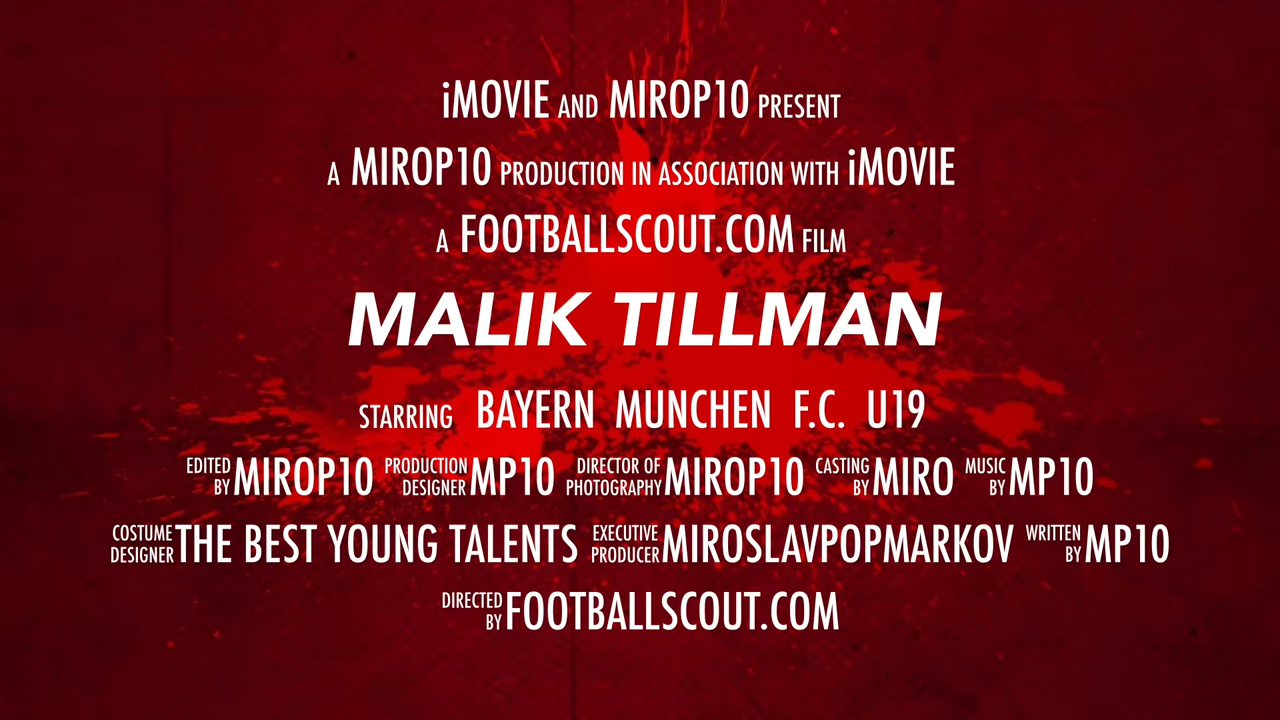 iMOVIE AND MIROP10 PRESENT
A MIROP10 PRODUCTION IN ASSOCIATION WITH iMOVIE
A FOOTBALLSCOUT.COM FILM
MALIK TILLMAN
STARRING BAYERN MUNCHEN F.C. U19
EDITED BY MIROP10 PRODUCTION DESIGNER MP10 DIRECTOR OF PHOTOGRAPHY MIROP10 CASTING BY MIRO MUSIC BY MP10
COSTUME DESIGNER THE BEST YOUNG TALENTS EXECUTIVE PRODUCER MIROSLAVPOPMARKOV WRITTEN BY MP10
DIRECTED BY FOOTBALLSCOUT.COM